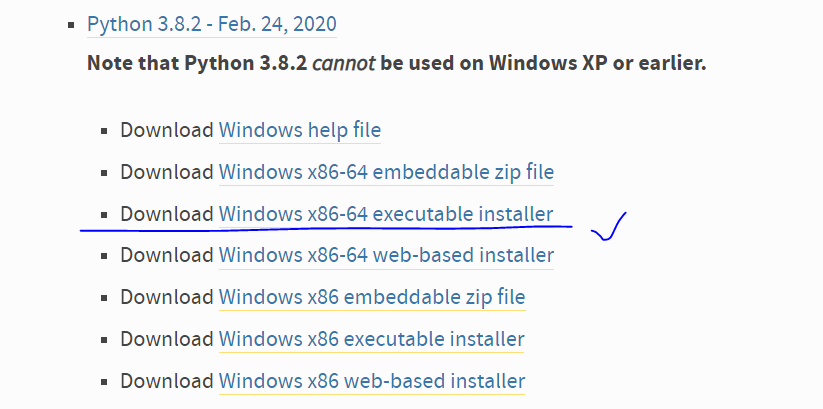 Python 3.8.2 - Feb. 24, 2020
Note that Python 3.8.2 cannot be used on Windows XP or earlier.
Download Windows help file
Download Windows x86-64 embeddable zip file
Download Windows x86-64 executable installer
Download Windows x86-64 web-based installer
Download Windows x86 embeddable zip file
Download Windows x86 executable installer
Download Windows x86 web-based installer